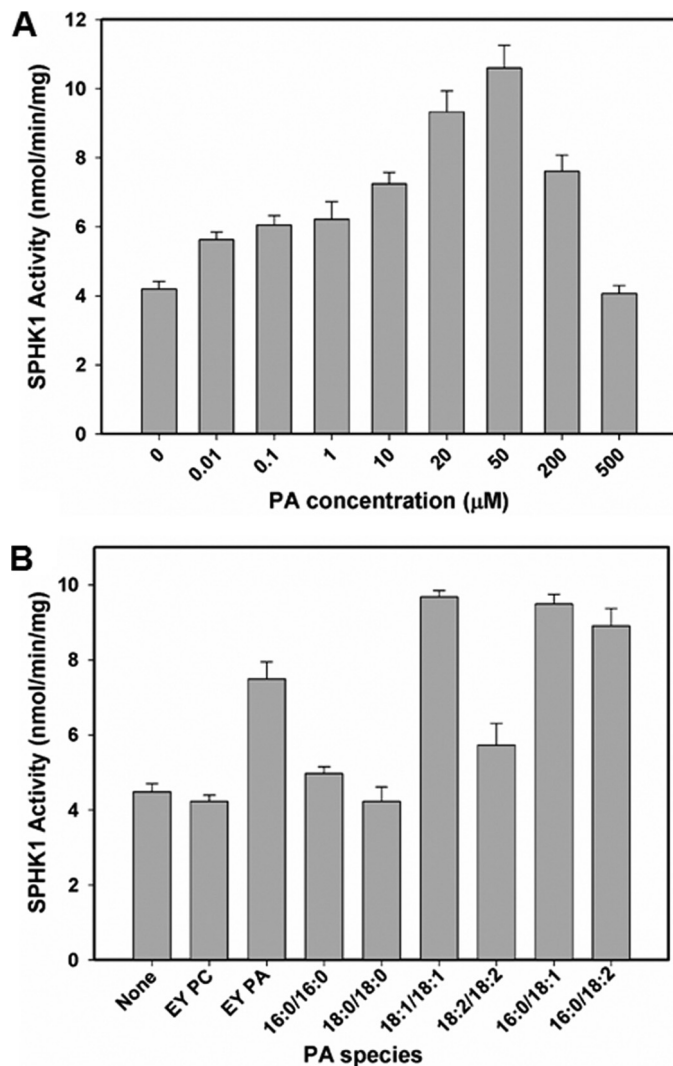 A
SPHK1 Activity (nmol/min/mg)
12
10
8
6
4
2
0
0 0.01 0.1 1 10 20 50 200 500
PA concentration (μM)
B
SPHK1 Activity (nmol/min/mg)
10
8
6
4
2
0
None EY PC EY PA 16:0/16:0 18:0/18:0 18:1/18:1 18:2/18:2 16:0/18:1 16:0/18:2
PA species